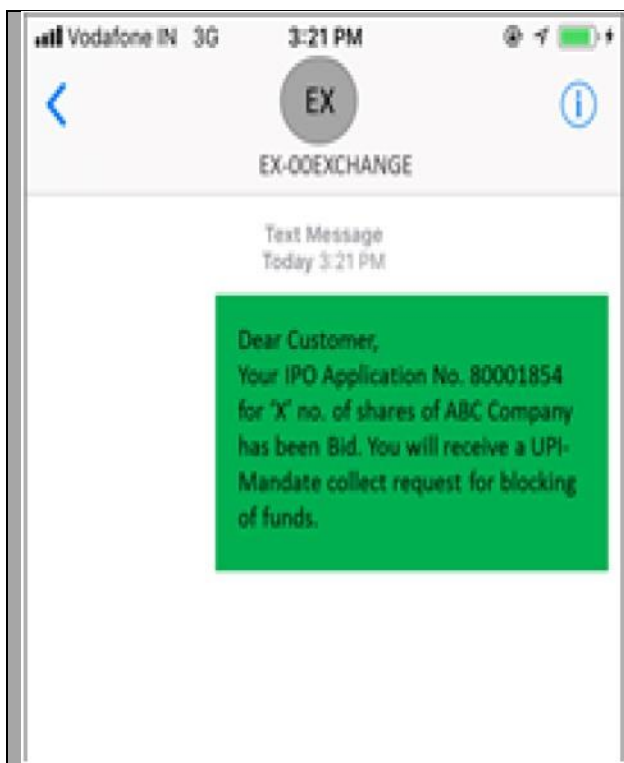 Vodafone IN 3G 3:21 PM
EX
EX-00EXCHANGE
Text Message
Today 3:21 PM
Dear Customer,
Your IPO Application No. 80001854
for 'X' no. of shares of ABC Company
has been Bid. You will receive a UPI-
Mandate collect request for blocking
of funds.